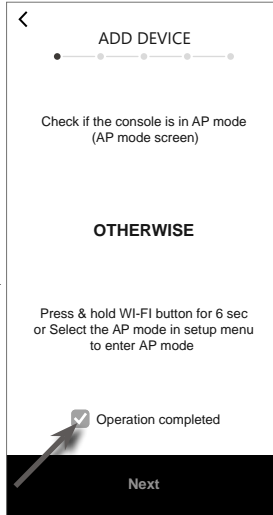 ADD DEVICE
Check if the console is in AP mode
(AP mode screen)
OTHERWISE
Press & hold WI-FI button for 6 sec
or Select the AP mode in setup menu
to enter AP mode
Operation completed
Next